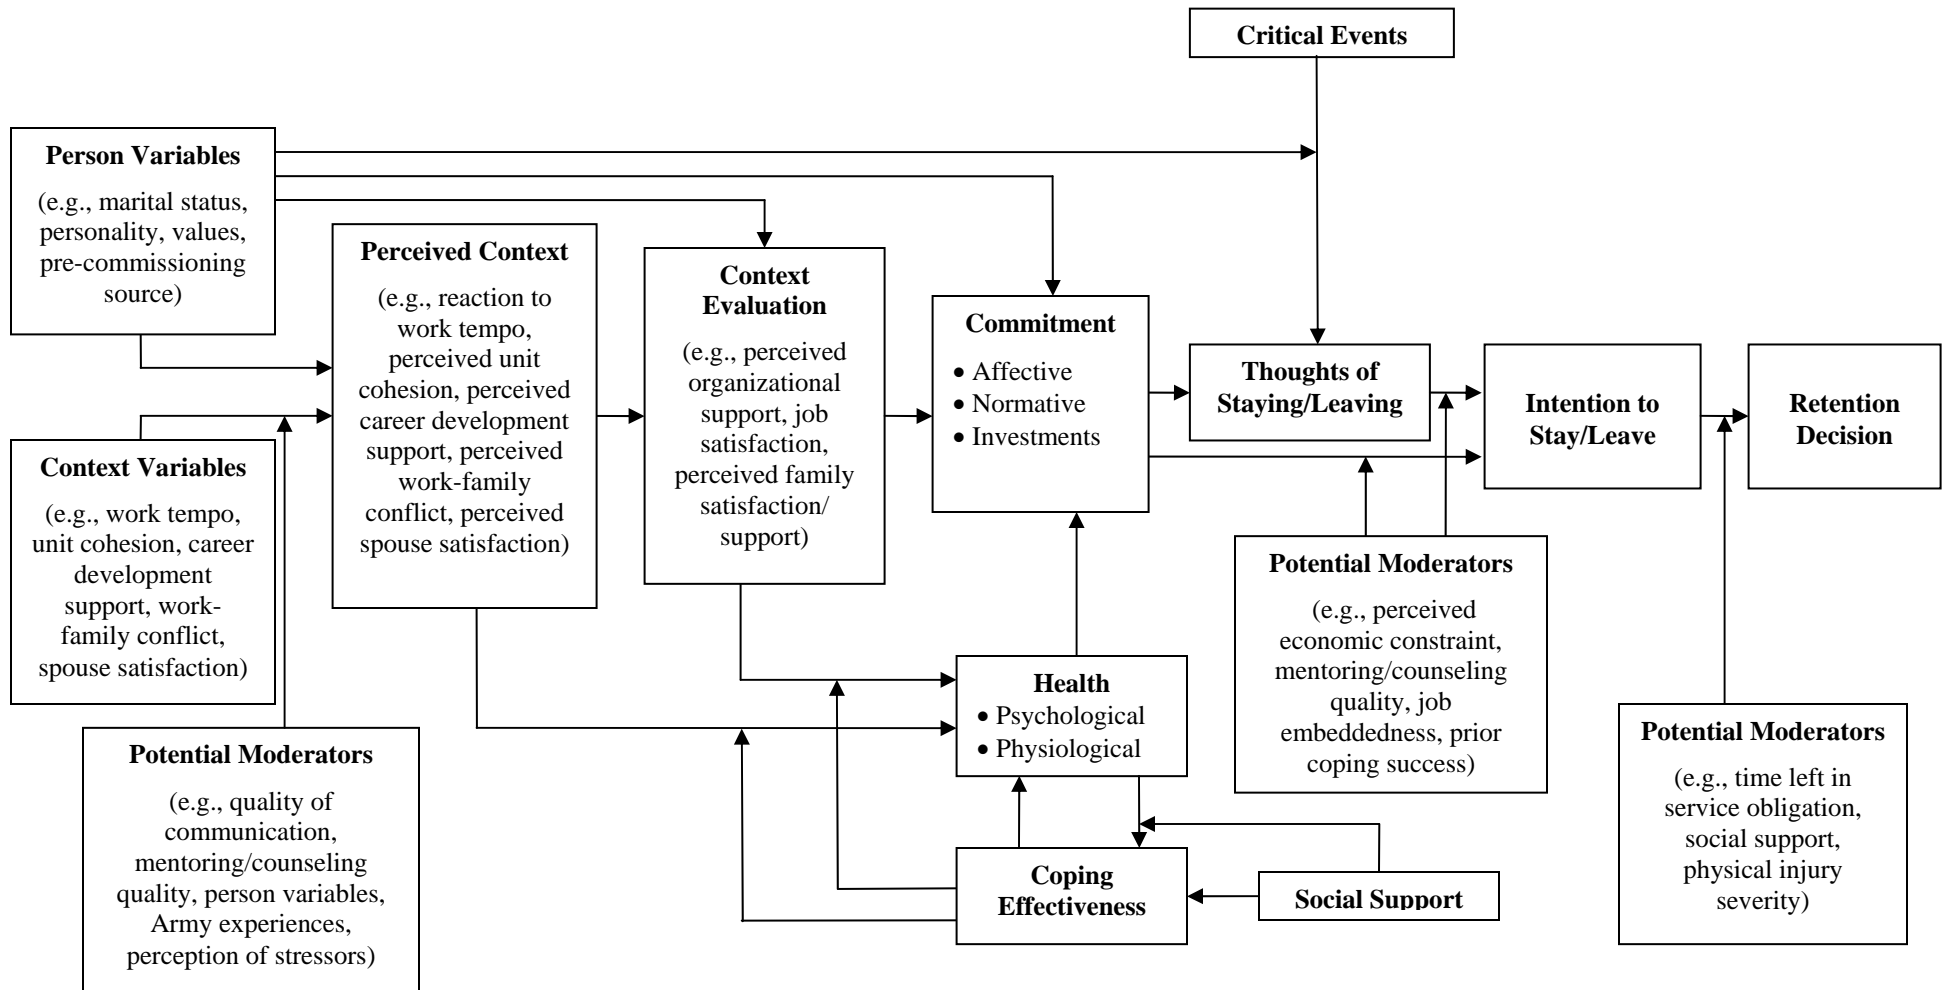 Critical Events
Person Variables
(e.g., marital status,
personality, values,
pre-commissioning
source)
Perceived Context
(e.g., reaction to
work tempo,
perceived unit
cohesion, perceived
career development
support, perceived
work-family
conflict, perceived
spouse satisfaction)
Context
Evaluation
(e.g., perceived
organizational
support, job
satisfaction,
perceived family
satisfaction/
support)
Commitment
• Affective
• Normative
• Investments
Thoughts of
Staying/Leaving
Intention to
Stay/Leave
Retention
Decision
Context Variables
(e.g., work tempo,
unit cohesion, career
development
support, work-
family conflict,
spouse satisfaction)
Potential Moderators
(e.g., quality of
communication,
mentoring/counseling
quality, person variables,
Army experiences,
perception of stressors)
Health
• Psychological
• Physiological
Coping
Effectiveness
Social Support
Potential Moderators
(e.g., perceived
economic constraint,
mentoring/counseling
quality, job
embeddedness, prior
coping success)
Potential Moderators
(e.g., time left in
service obligation,
social support,
physical injury
severity)